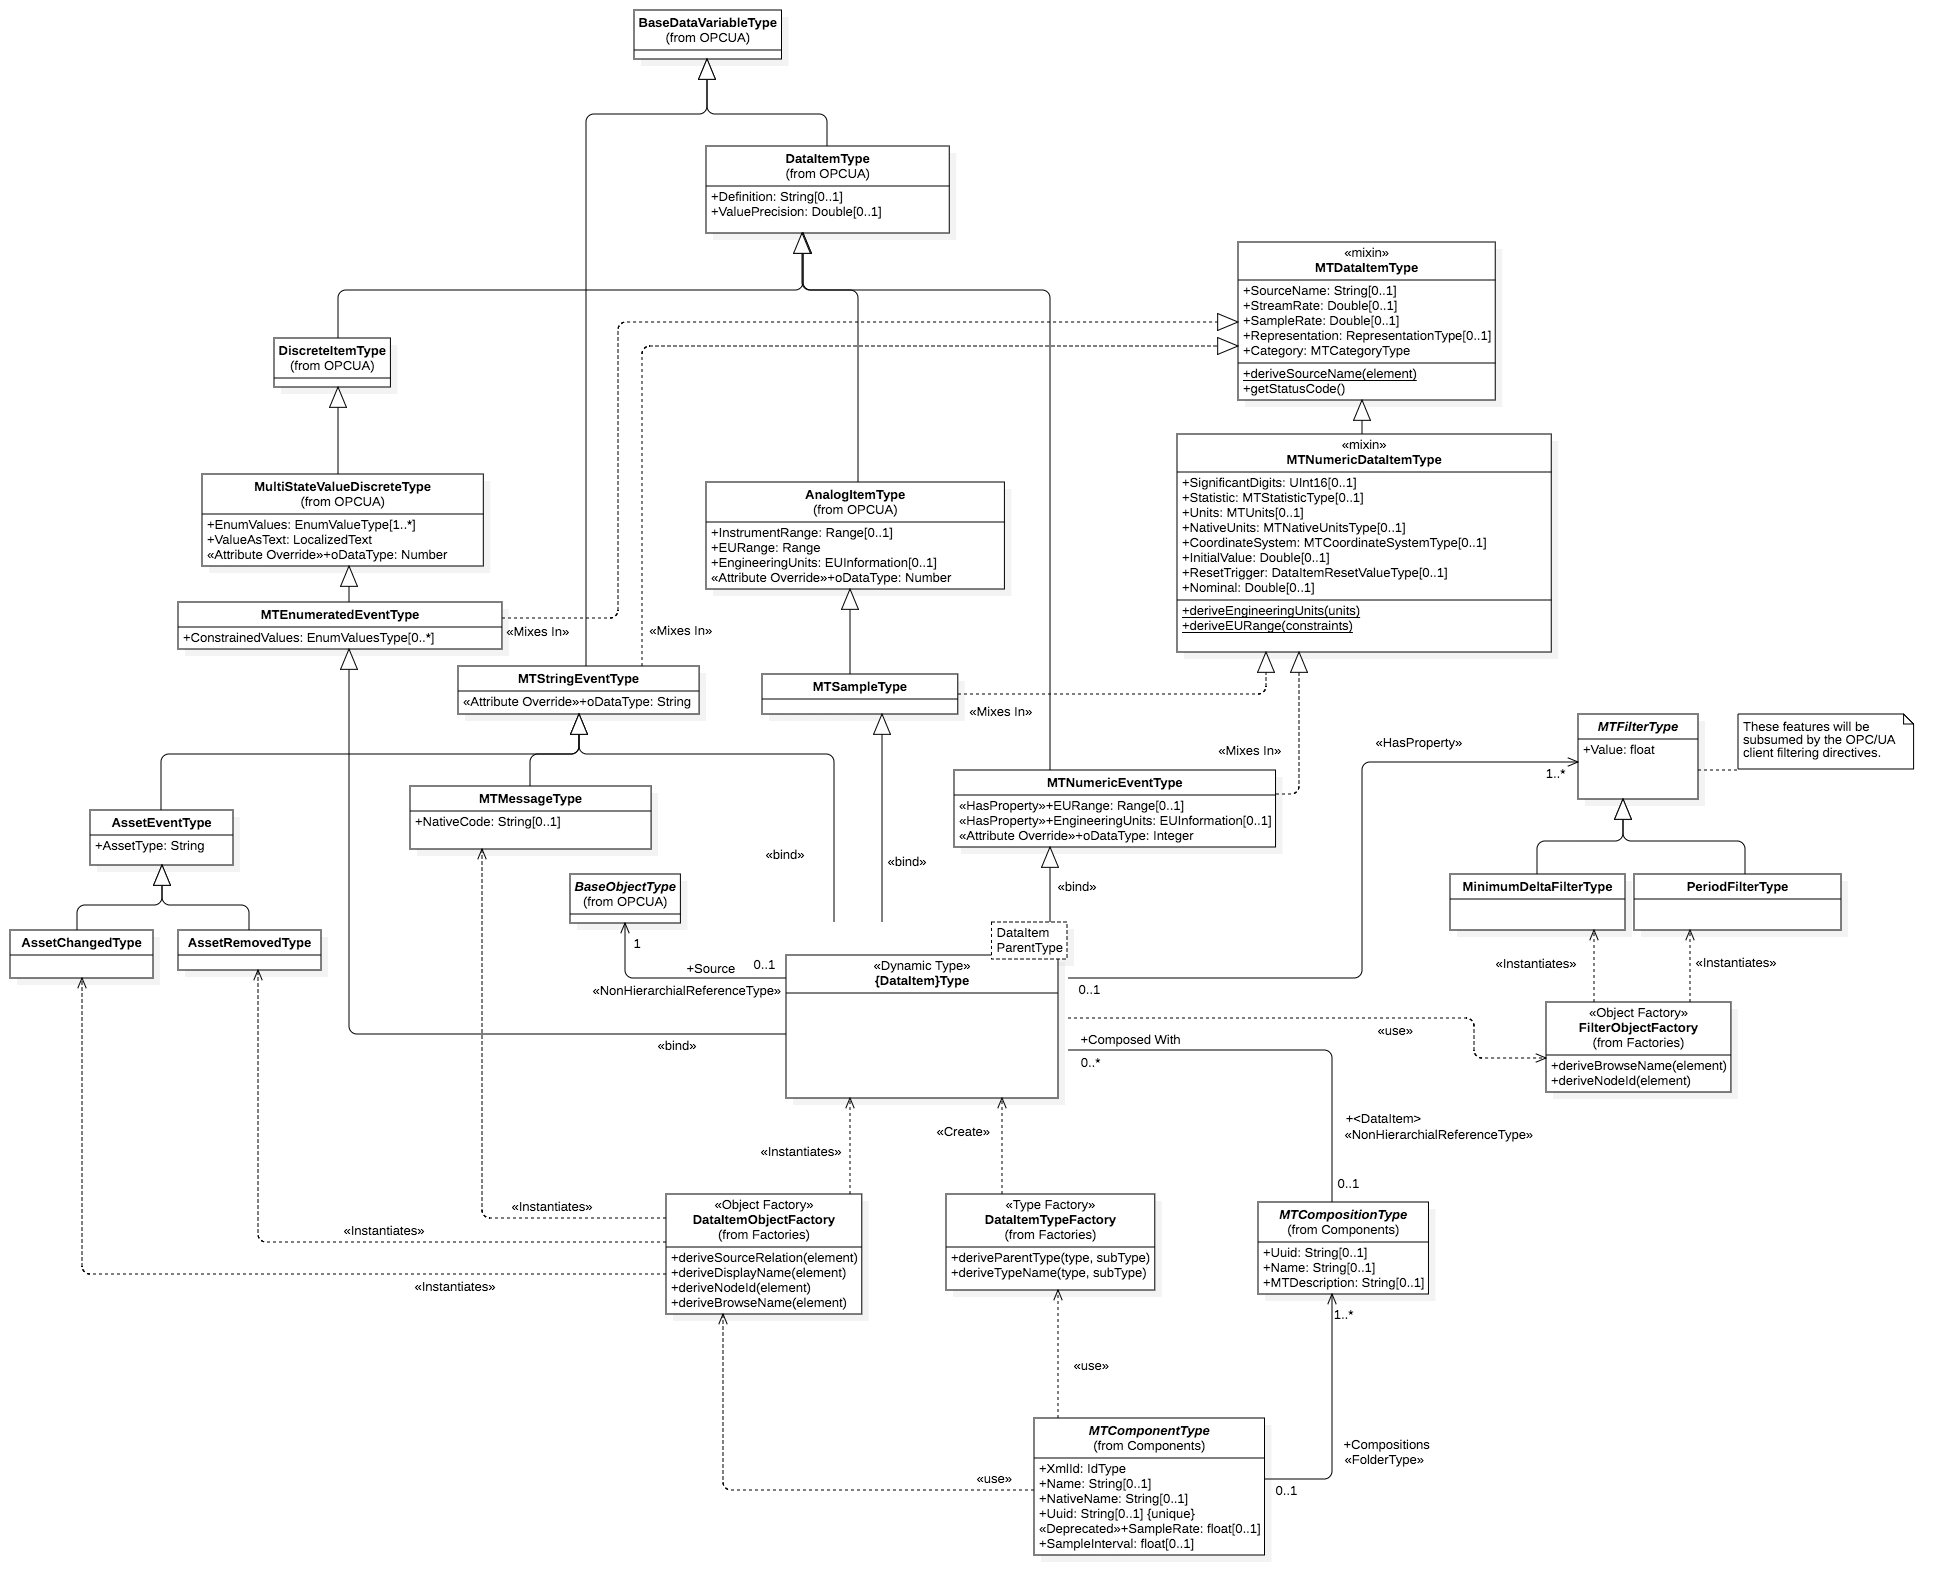 BaseDataVariableType
(from OPCUA)
DataItemType
(from OPCUA)
+Definition: String[0..1]
+ValuePrecision: Double[0..1]
«mixin»
MTDataItemType
+SourceName: String[0..1]
+StreamRate: Double[0..1]
+SampleRate: Double[0..1]
+Representation: RepresentationType[0..1]
+Category: MTCategoryType
+deriveSourceName(element)
+getStatusCode()
DiscreteItemType
(from OPCUA)
«mixin»
MTNumericDataItemType
+SignificantDigits: UInt16[0..1]
+Statistic: MTStatisticType[0..1]
+Units: MTUnits[0..1]
+NativeUnits: MTNativeUnitsType[0..1]
+CoordinateSystem: MTCoordinateSystemType[0..1]
+InitialValue: Double[0..1]
+ResetTrigger: DataItemResetValueType[0..1]
+Nominal: Double[0..1]
+deriveEngineeringUnits(units)
+deriveEURange(constraints)
MultiStateValueDiscreteType
(from OPCUA)
+EnumValues: EnumValueType[1..*]
+ValueAsText: LocalizedText
«Attribute Override»+oDataType: Number
AnalogItemType
(from OPCUA)
+InstrumentRange: Range[0..1]
+EURange: Range
+EngineeringUnits: EUInformation[0..1]
«Attribute Override»+oDataType: Number
MTEnumeratedEventType
+ConstrainedValues: EnumValuesType[0..*]
«Mixes In»
«Mixes In»
MTStringEventType
«Attribute Override»+oDataType: String
MTSampleType
«Mixes In»
«Mixes In»
MTFilterType
+Value: float
These features will be
subsumed by the OPC/UA
client filtering directives.
«HasProperty»
1..*
MTNumericEventType
«HasProperty»+EURange: Range[0..1]
«HasProperty»+EngineeringUnits: EUInformation[0..1]
«Attribute Override»+oDataType: Integer
MTMessageType
+NativeCode: String[0..1]
AssetEventType
+AssetType: String
«bind»
«bind»
«bind»
BaseObjectType
(from OPCUA)
MinimumDeltaFilterType
PeriodFilterType
AssetChangedType
AssetRemovedType
1
+Source
0..1
«NonHierarchialReferenceType»
DataItem
ParentType
«Dynamic Type»
{DataItem}Type
0..1
«Instantiates»
«Instantiates»
«Object Factory»
FilterObjectFactory
(from Factories)
+deriveBrowseName(element)
+deriveNodeId(element)
«use»
«bind»
+Composed With
0..*
+<DataItem>
«NonHierarchialReferenceType»
0..1
«Create»
«Instantiates»
«Instantiates»
«Instantiates»
«Instantiates»
«Object Factory»
DataItemObjectFactory
(from Factories)
+deriveSourceRelation(element)
+deriveDisplayName(element)
+deriveNodeId(element)
+deriveBrowseName(element)
«Type Factory»
DataItemTypeFactory
(from Factories)
+deriveParentType(type, subType)
+deriveTypeName(type, subType)
MTCompositionType
(from Components)
+Uuid: String[0..1]
+Name: String[0..1]
+MTDescription: String[0..1]
1..*
«use»
MTComponentType
(from Components)
+XmlId: IdType
+Name: String[0..1]
+NativeName: String[0..1]
+Uuid: String[0..1] {unique}
«Deprecated»+SampleRate: float[0..1]
+SampleInterval: float[0..1]
«use»
+Compositions
«FolderType»
0..1